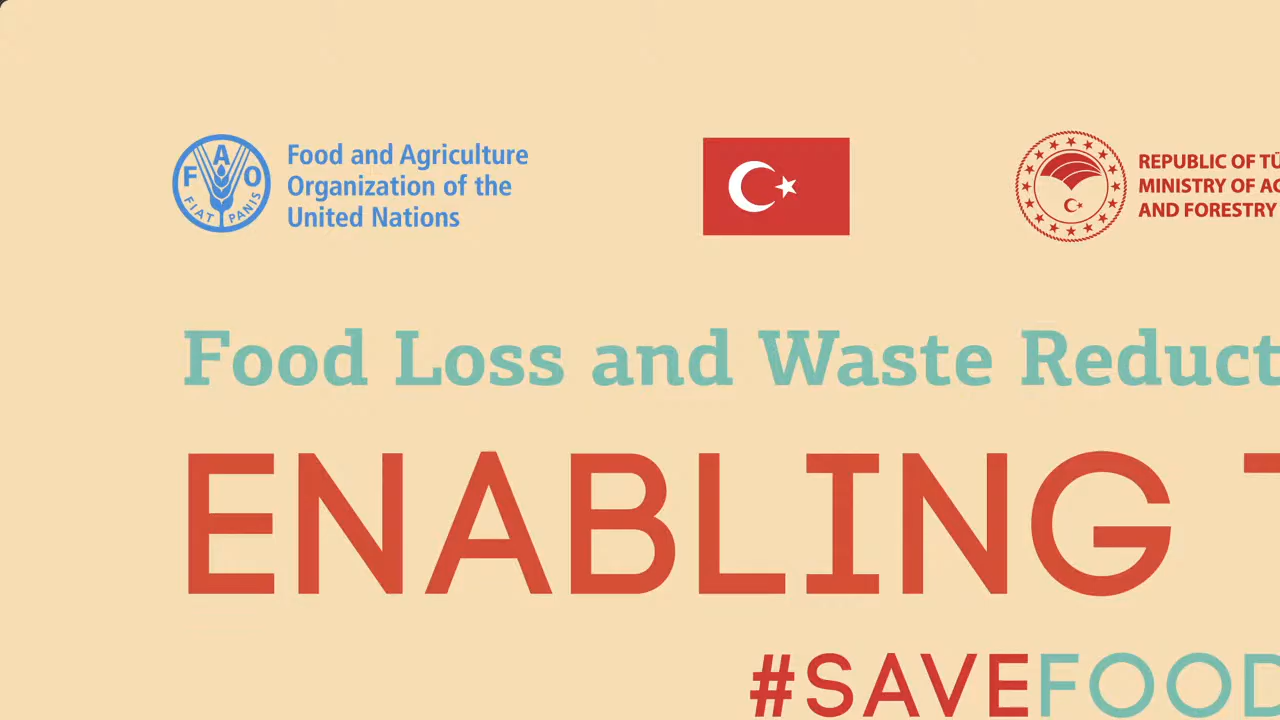 FAO
FIAT PANIS
Food and Agriculture
Organization of the
United Nations
REPUBLIC OF TÜ
MINISTRY OF AG
AND FORESTRY
Food Loss and Waste Reduct
ENABLING T
#SAVEFOOD